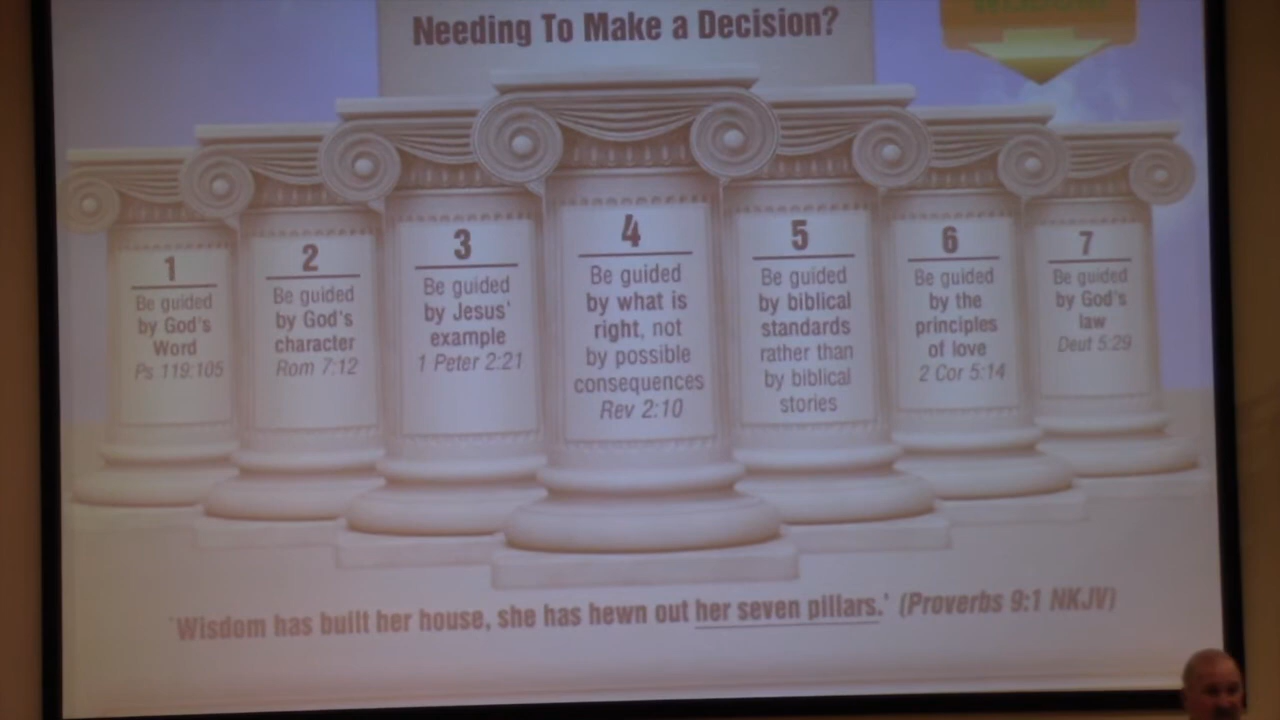 Needing To Make a Decision?
1
Be guided
by God's
Word
Ps 119:105
2
Be guided
by God's
character
Rom 7:12
3
Be guided
by Jesus'
example
1 Peter 2:21
4
Be guided
by what is
right, not
by possible
consequences
Rev 2:10
5
Be guided
by biblical
standards
rather than
by biblical
stories
6
Be guided
by the
principles
of love
2 Cor 5:14
7
Be guided
by God's
law
Deut 5:29
'Wisdom has built her house, she has hewn out her seven pillars.' (Proverbs 9:1 NKJV)